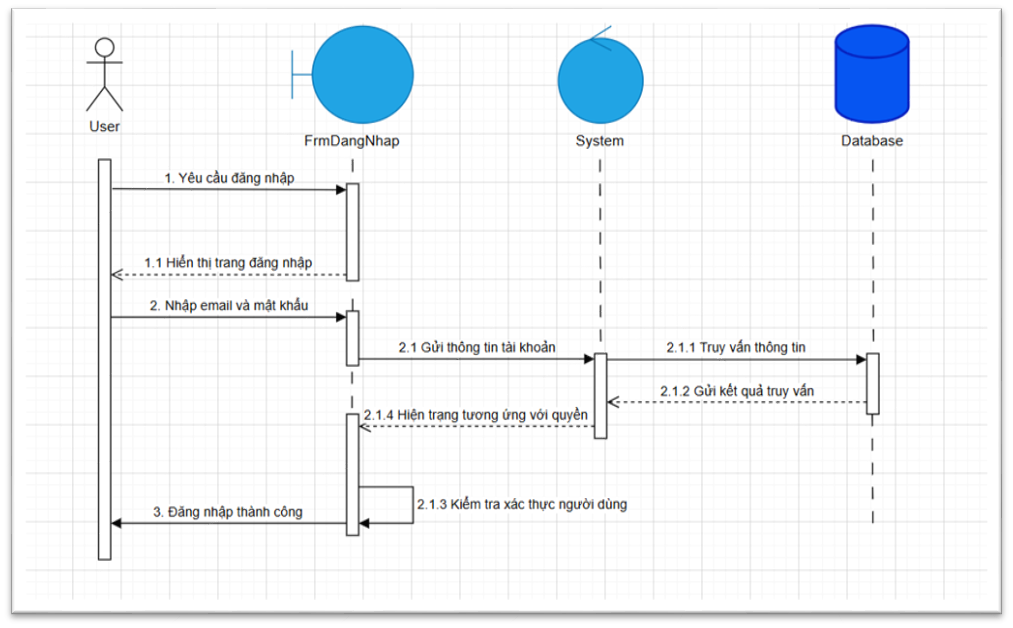 User
FrmDangNhap
System
Database
1. Yêu cầu đăng nhập
1.1 Hiển thị trang đăng nhập
2. Nhập email và mật khẩu
2.1 Gửi thông tin tài khoản
2.1.1 Truy vấn thông tin
2.1.2 Gửi kết quả truy vấn
2.1.4 Hiện trang tương ứng với quyền
2.1.3 Kiểm tra xác thực người dùng
3. Đăng nhập thành công